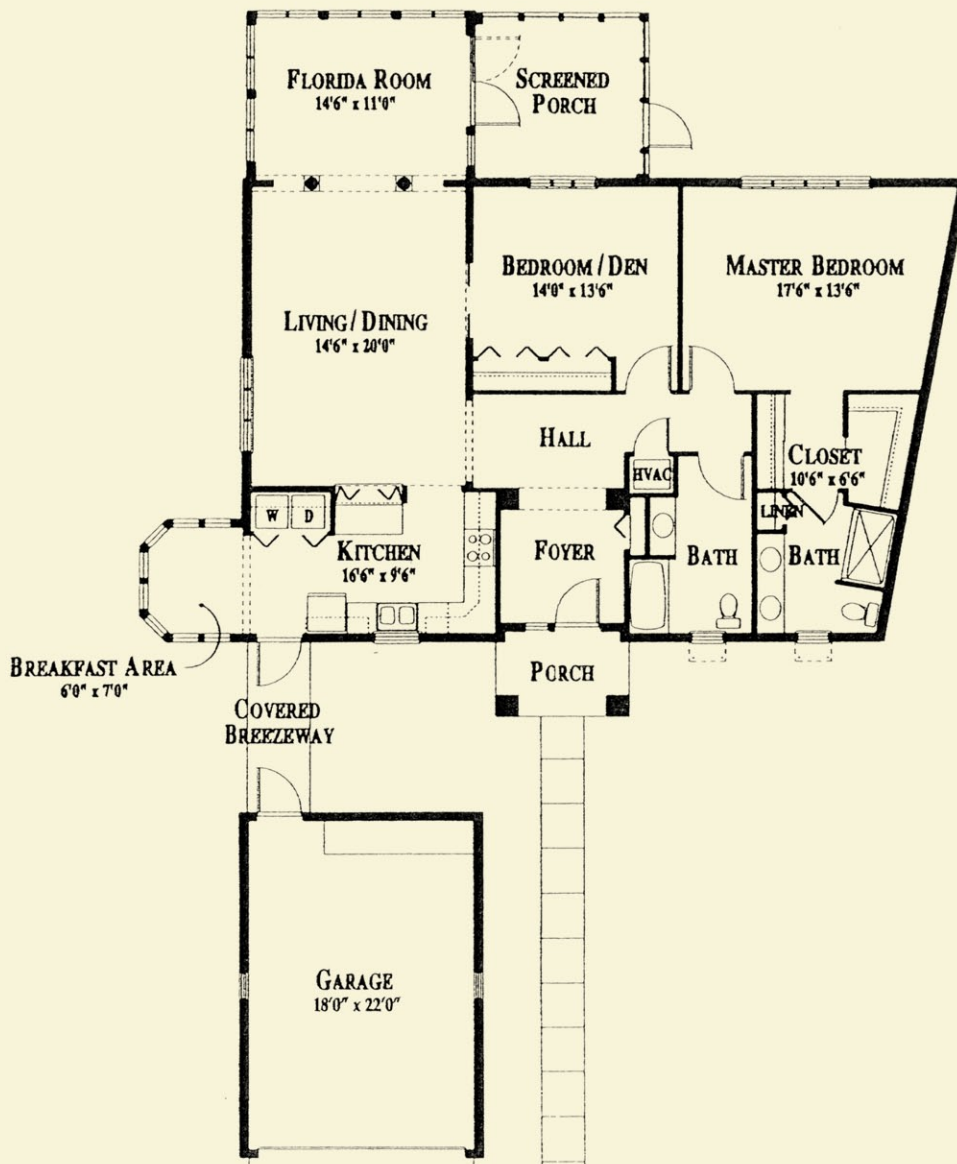 FLORIDA ROOM
14'6" x 11'0"
SCREENED
PORCH
BEDROOM / DEN
14'0" x 13'6"
MASTER BEDROOM
17'6" x 13'6"
LIVING / DINING
14'6" x 20'0"
HALL
CLOSET
10'6" x 6'6"
HVAC
LINEN
W
D
KITCHEN
16'6" x 9'6"
FOYER
BATH
BATH
BREAKFAST AREA
6'0" x 7'0"
PORCH
COVERED
BREEZEWAY
GARAGE
18'0" x 22'0"